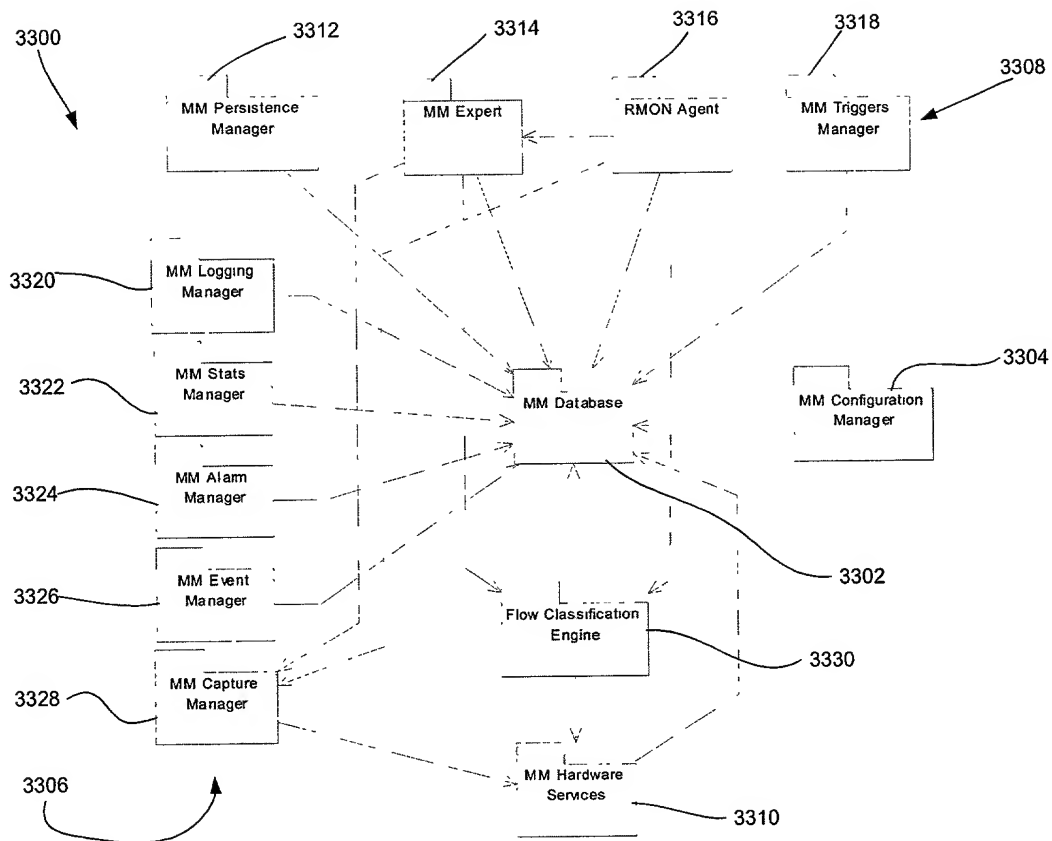 3300
3312
3314
3316
3318
3308
MM Persistence
Manager
MM Expert
RMON Agent
MM Triggers
Manager
3320
MM Logging
Manager
3322
MM Stats
Manager
MM Database
3304
MM Configuration
Manager
3324
MM Alarm
Manager
3302
3326
MM Event
Manager
Flow Classification
Engine
3330
3328
MM Capture
Manager
3306
MM Hardware
Services
3310